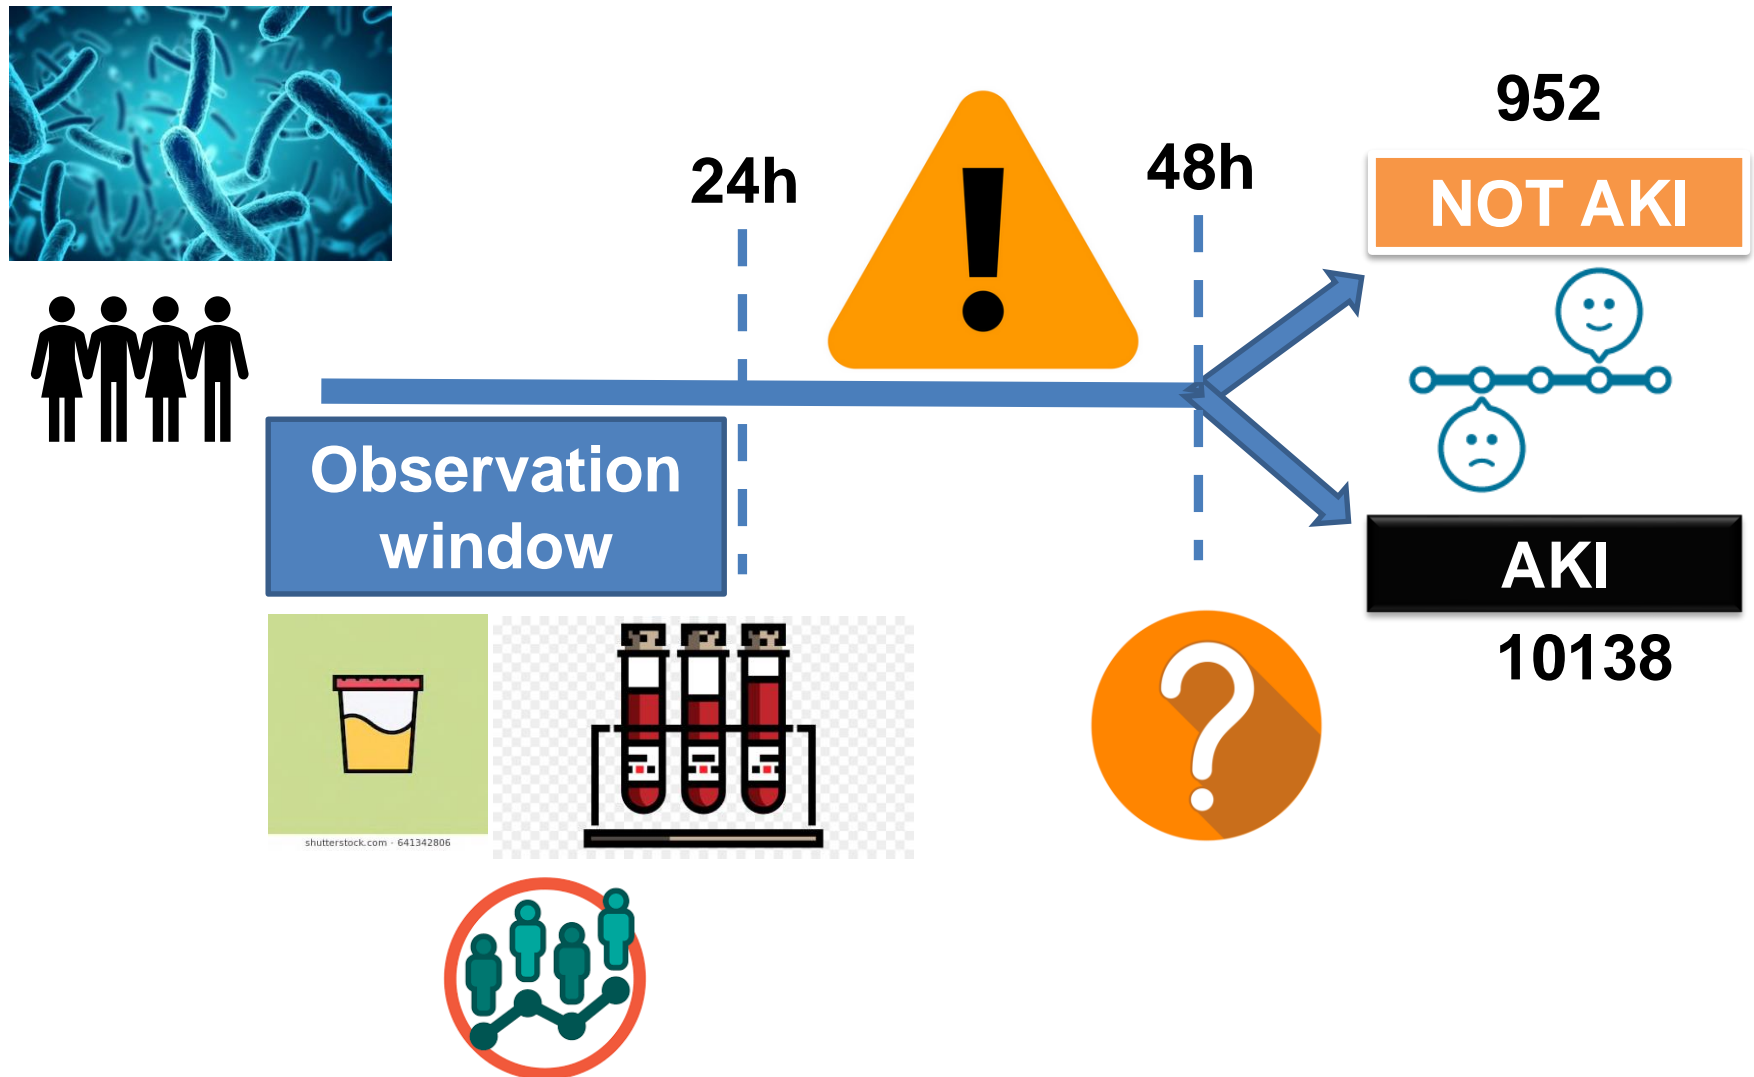 952
24h
48h
NOT AKI
Observation
window
AKI
10138
shutterstock.com · 641342806